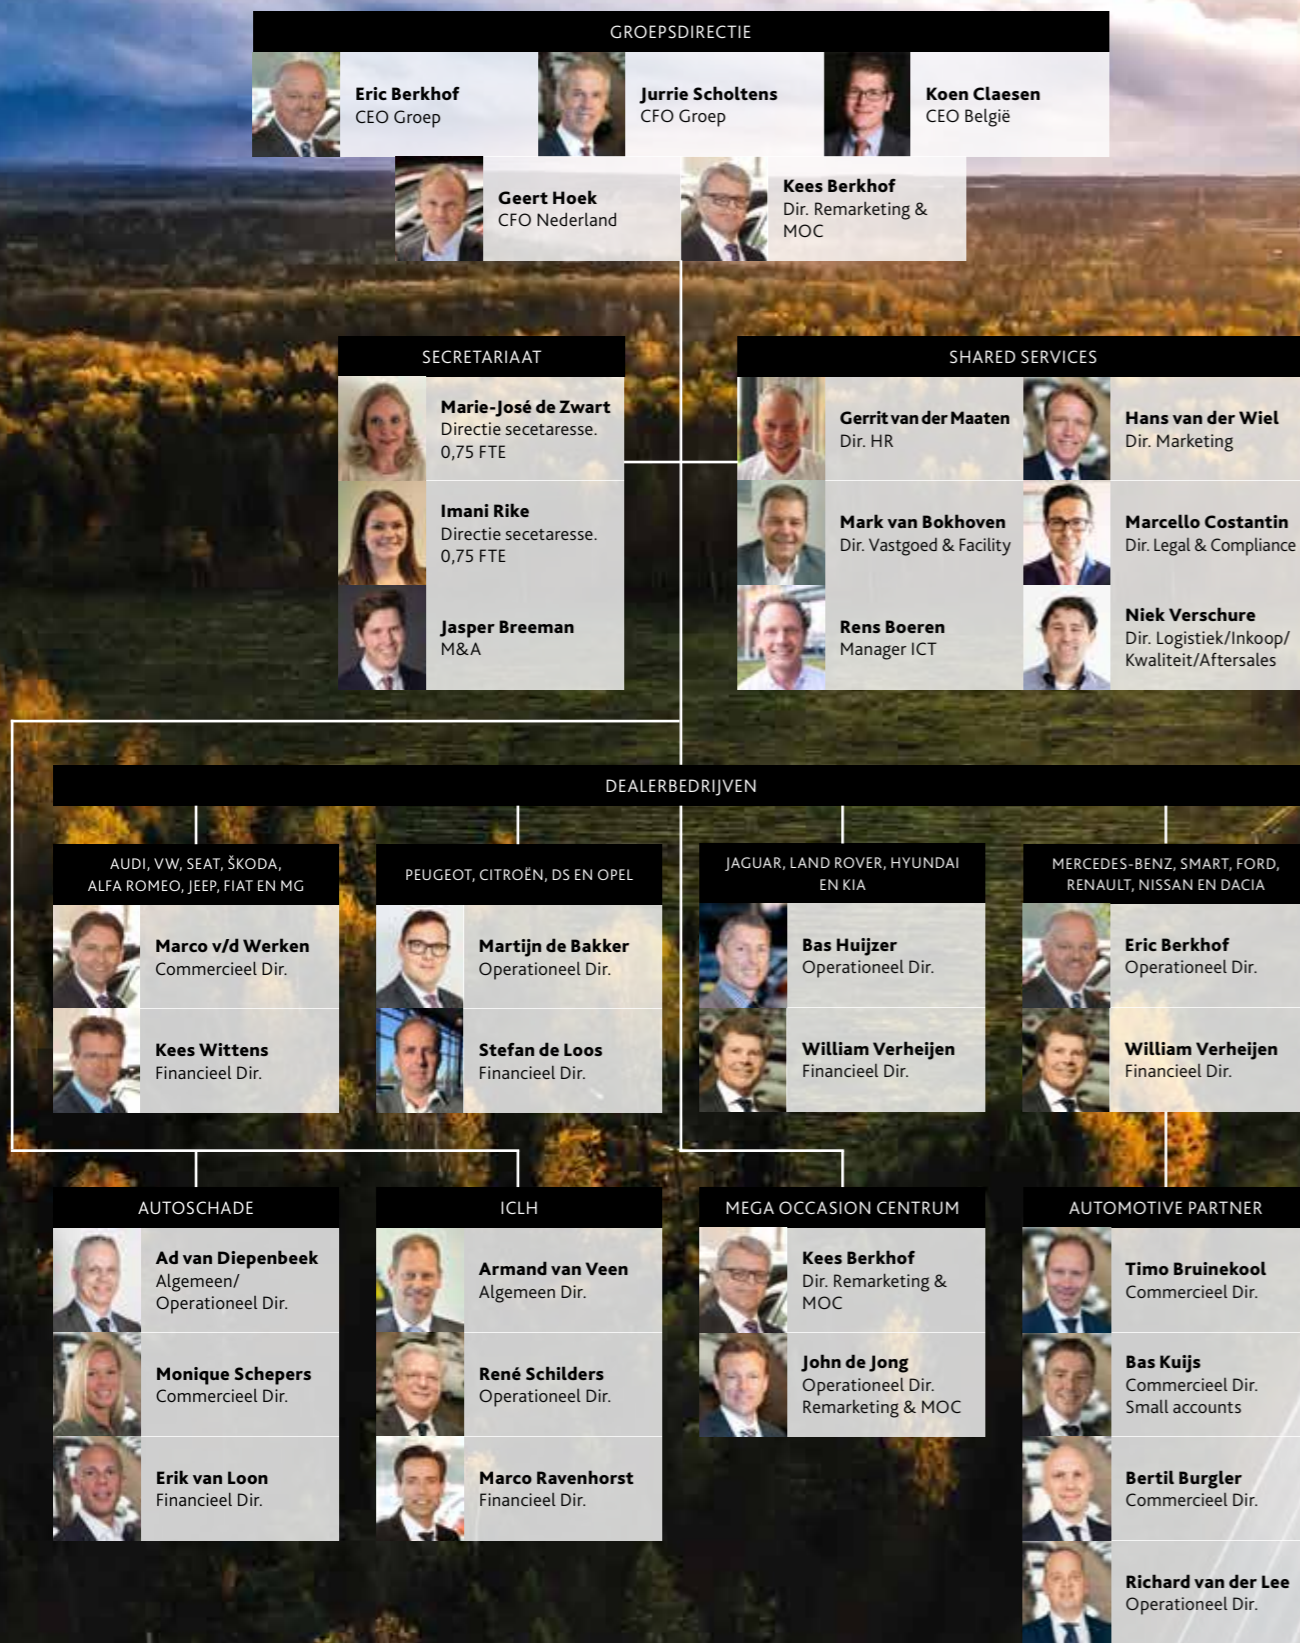 GROEPSDIRECTIE
Eric Berkhof
CEO Groep
Jurrie Scholtens
CFO Groep
Koen Claesen
CEO België
Geert Hoek
CFO Nederland
Kees Berkhof
Dir. Remarketing &
MOC
SECRETARIAAT
Marie-José de Zwart
Directie secetaresse.
0,75 FTE
Imani Rike
Directie secetaresse.
0,75 FTE
Jasper Breeman
M&A
SHARED SERVICES
Gerrit van der Maaten
Dir. HR
Hans van der Wiel
Dir. Marketing
Mark van Bokhoven
Dir. Vastgoed & Facility
Marcello Costantin
Dir. Legal & Compliance
Rens Boeren
Manager ICT
Niek Verschure
Dir. Logistiek/Inkoop/
Kwaliteit/Aftersales
DEALERBEDRIJVEN
AUDI, VW, SEAT, ŠKODA,
ALFA ROMEO, JEEP, FIAT EN MG
Marco v/d Werken
Commercieel Dir.
Kees Wittens
Financieel Dir.
PEUGEOT, CITROËN, DS EN OPEL
Martijn de Bakker
Operationeel Dir.
Stefan de Loos
Financieel Dir.
JAGUAR, LAND ROVER, HYUNDAI
EN KIA
Bas Huijzer
Operationeel Dir.
William Verheijen
Financieel Dir.
MERCEDES-BENZ, SMART, FORD,
RENAULT, NISSAN EN DACIA
Eric Berkhof
Operationeel Dir.
William Verheijen
Financieel Dir.
AUTOSCHADE
Ad van Diepenbeek
Algemeen/
Operationeel Dir.
Monique Schepers
Commercieel Dir.
Erik van Loon
Financieel Dir.
ICLH
Armand van Veen
Algemeen Dir.
René Schilders
Operationeel Dir.
Marco Ravenhorst
Financieel Dir.
MEGA OCCASION CENTRUM
Kees Berkhof
Dir. Remarketing &
MOC
John de Jong
Operationeel Dir.
Remarketing & MOC
AUTOMOTIVE PARTNER
Timo Bruinekool
Commercieel Dir.
Bas Kuijs
Commercieel Dir.
Small accounts
Bertil Burgler
Commercieel Dir.
Richard van der Lee
Operationeel Dir.